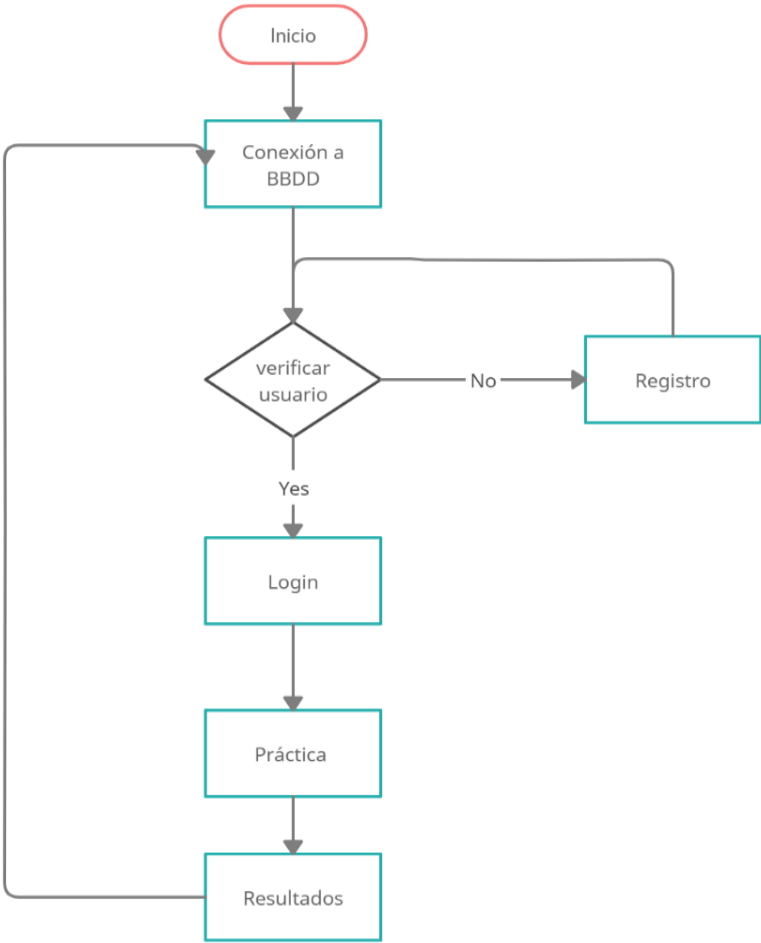 Inicio
Conexión a
BBDD
verificar
usuario
No
Registro
Yes
Login
Práctica
Resultados